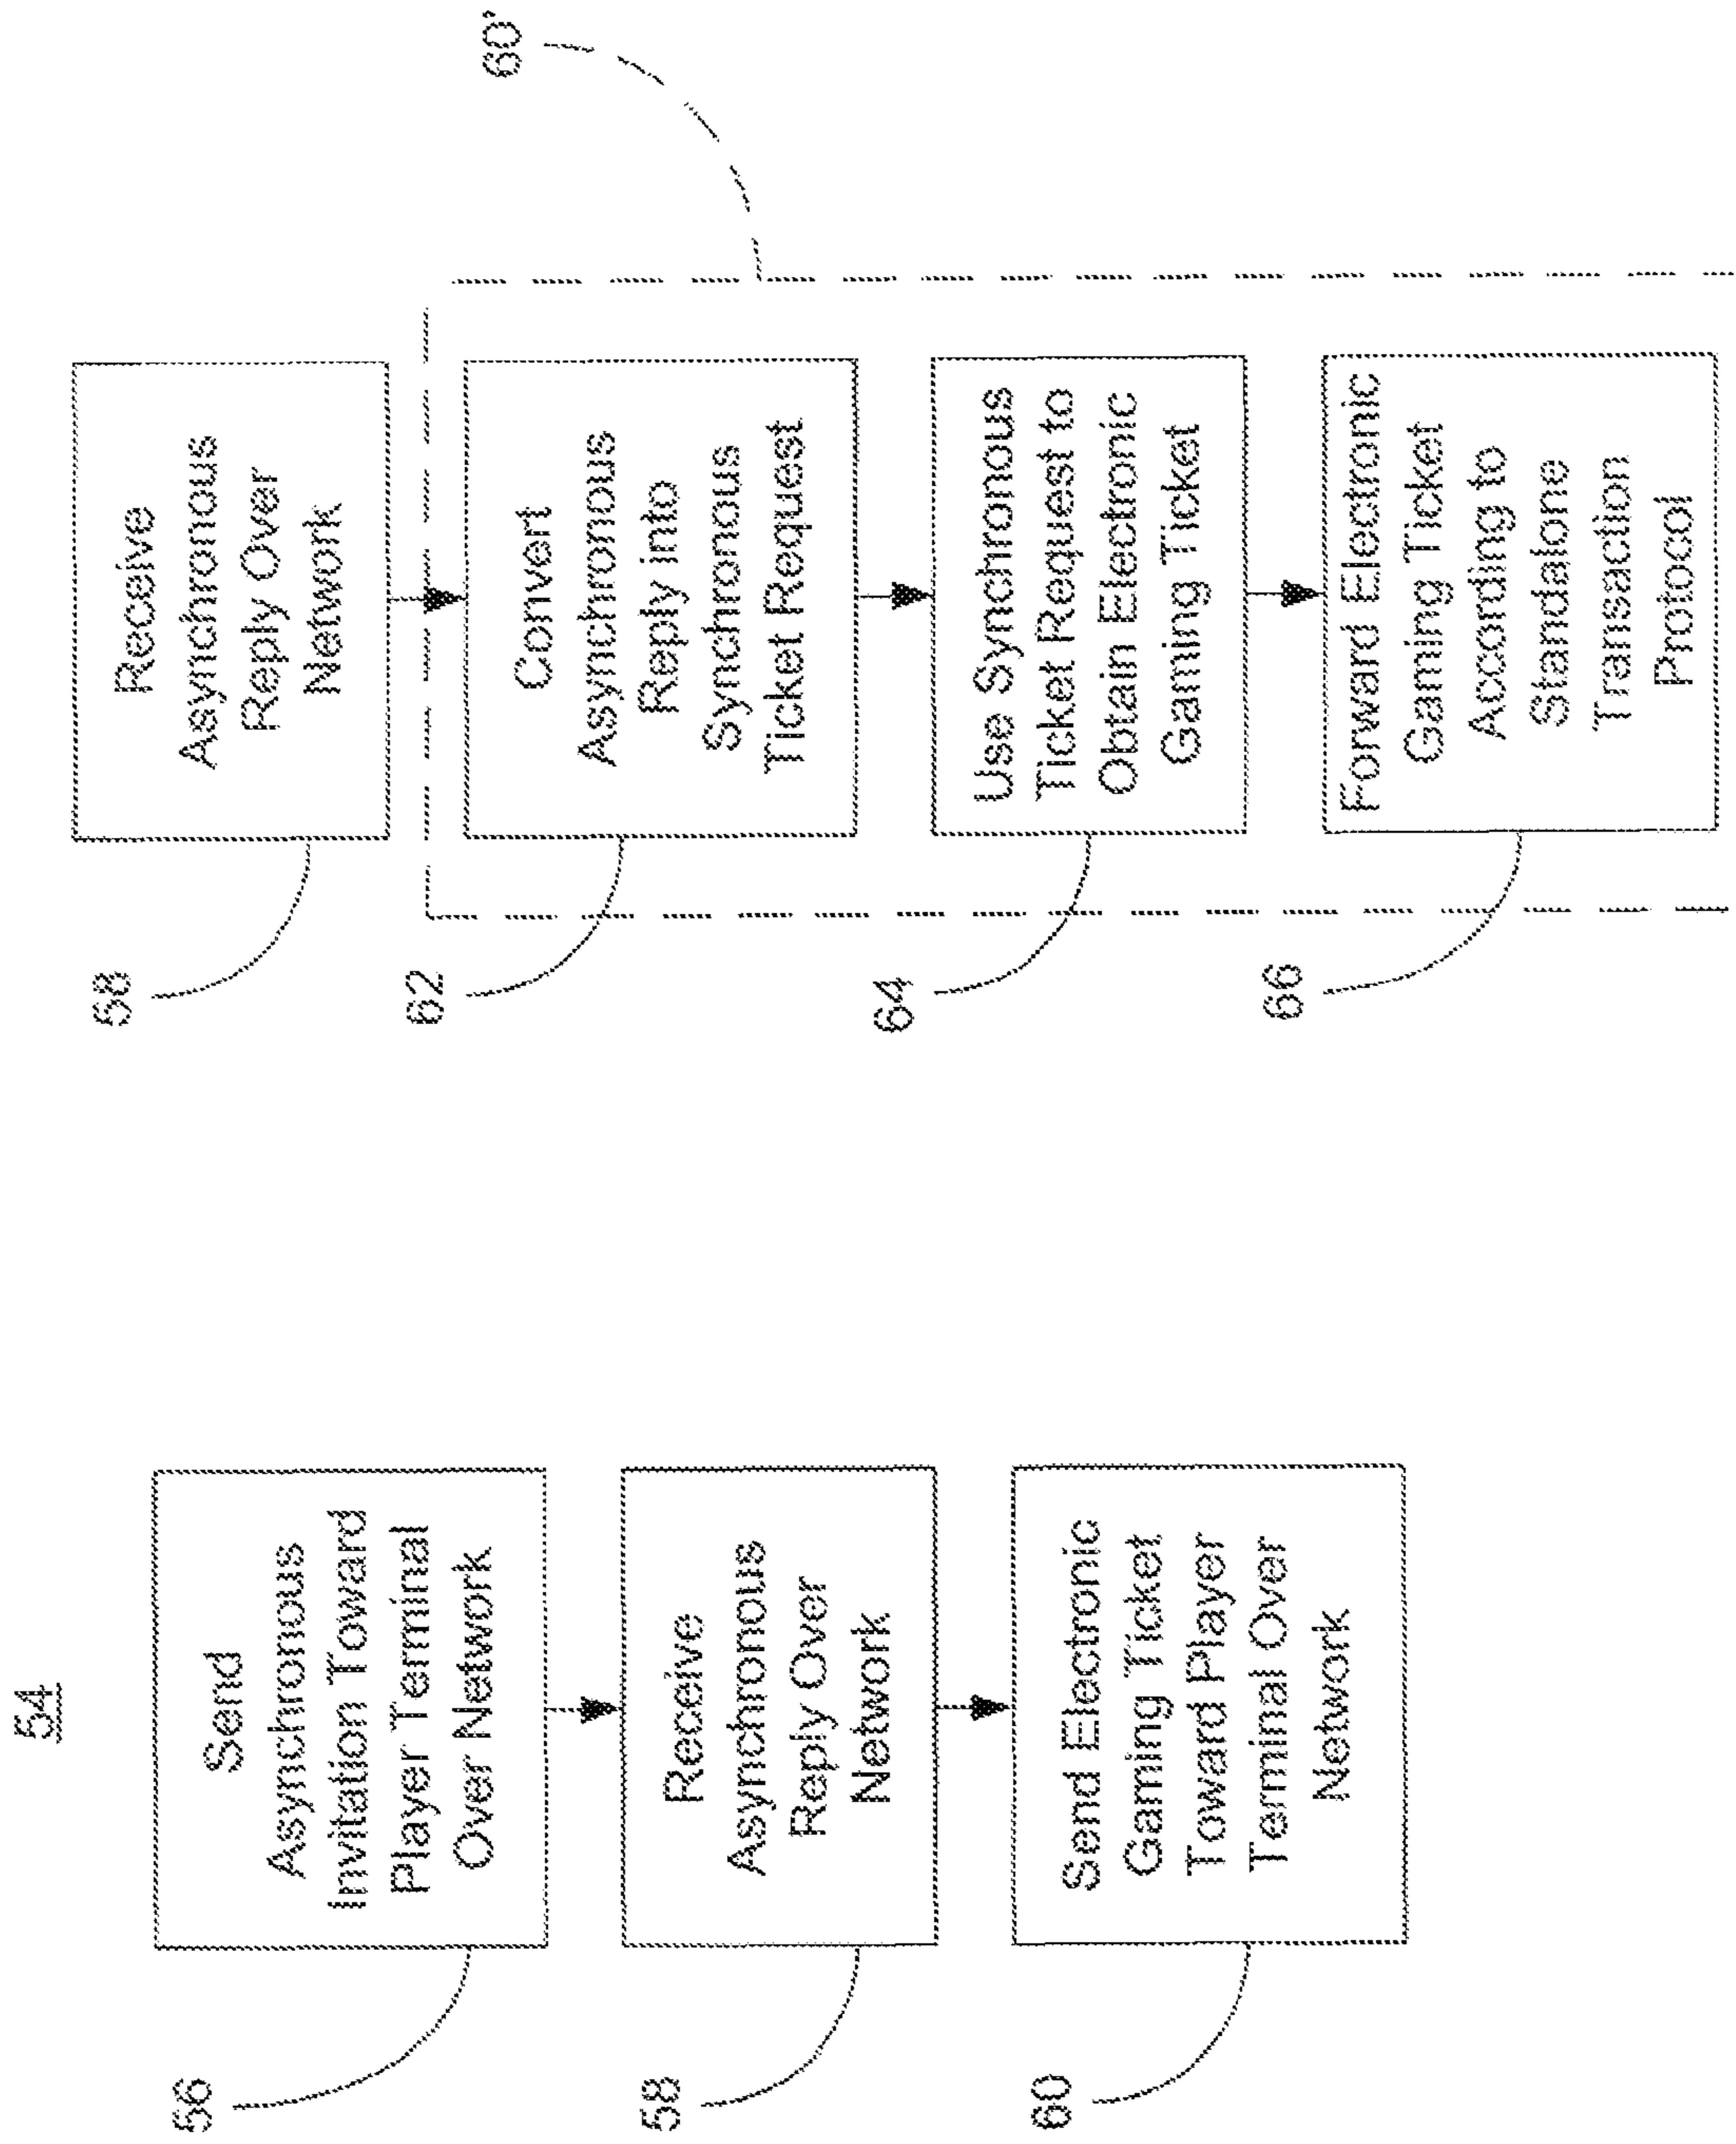 54
56
Send
Asynchronous
Invitation Toward
Player Terminal
Over Network
58
Receive
Asynchronous
Reply Over
Network
60
Send Electronic
Gaming Ticket
Toward Player
Terminal Over
Network
58
Receive
Asynchronous
Reply Over
Network
60'
62
Convert
Asynchronous
Reply into
Synchronous
Ticket Request
64
Use Synchronous
Ticket Request to
Obtain Electronic
Gaming Ticket
66
Forward Electronic
Gaming Ticket
According to
Standalone
Transaction
Protocol